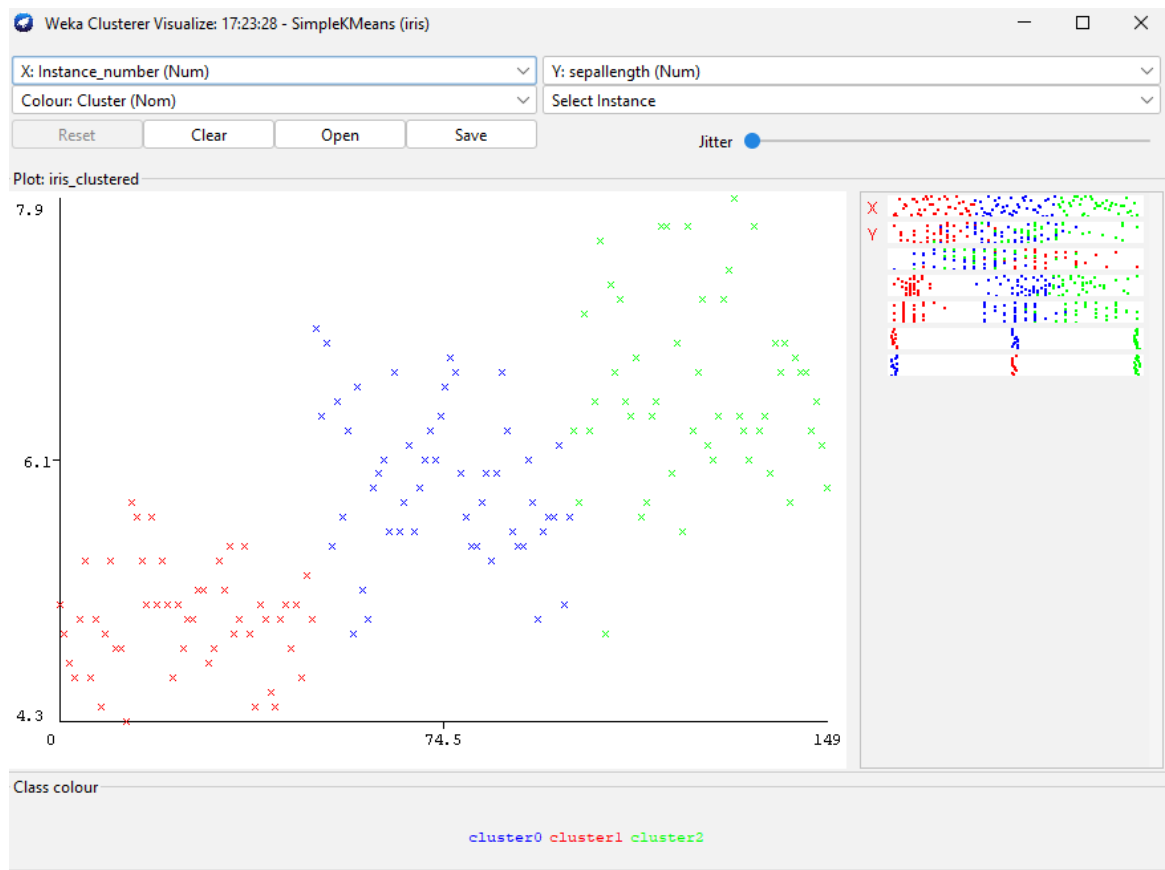 Weka Clusterer Visualize: 17:23:28 - SimpleKMeans (iris)
X: Instance_number (Num) Y: sepallength (Num)
Colour: Cluster (Nom) Select Instance
Reset Clear Open Save Jitter
Plot: iris_clustered
7.9
6.1
4.3
0 74.5 149
X
Y
Class colour
cluster0 cluster1 cluster2